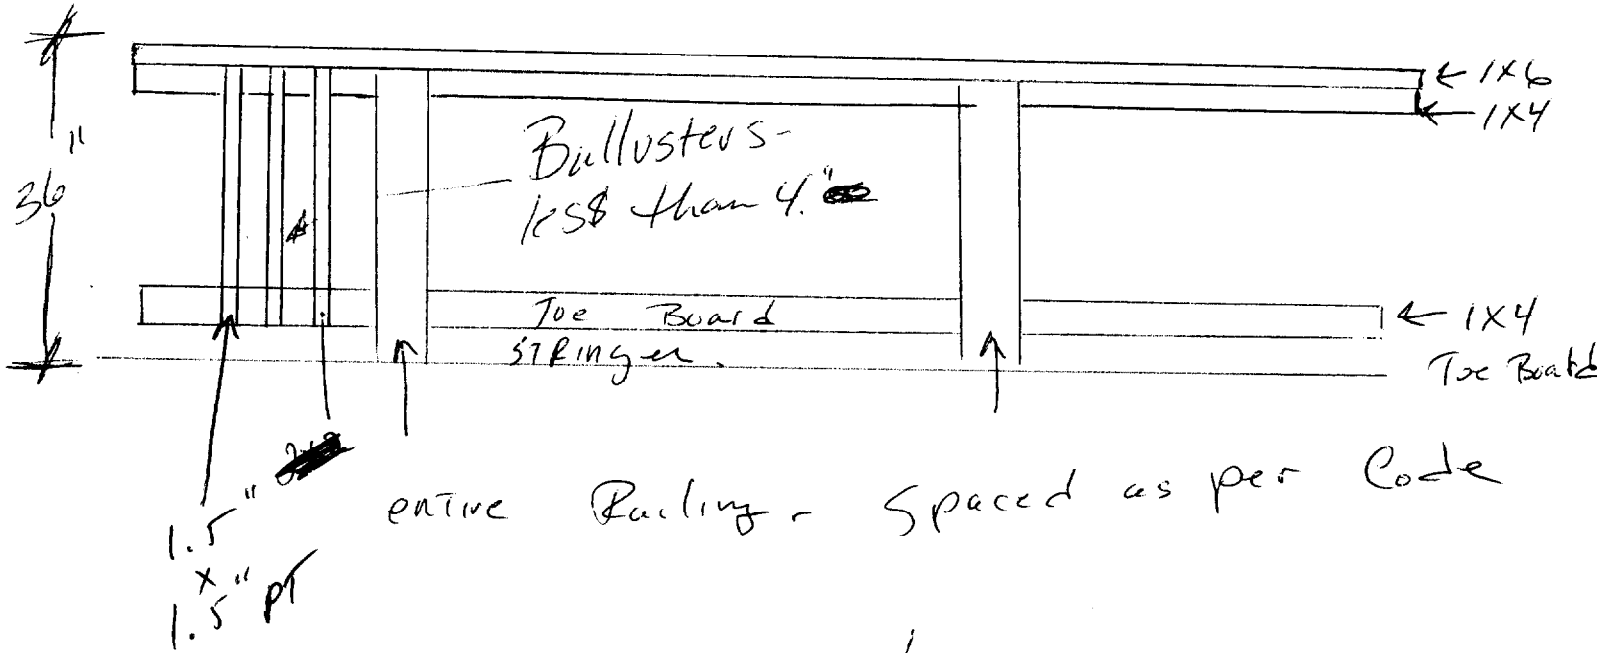 1X6
1X4
36"
Ballusters-
less than 4."
Toe Board
STRinger.
1X4
Toe Board
entire Railing - Spaced as per Code
1.5"
x
1.5" PT